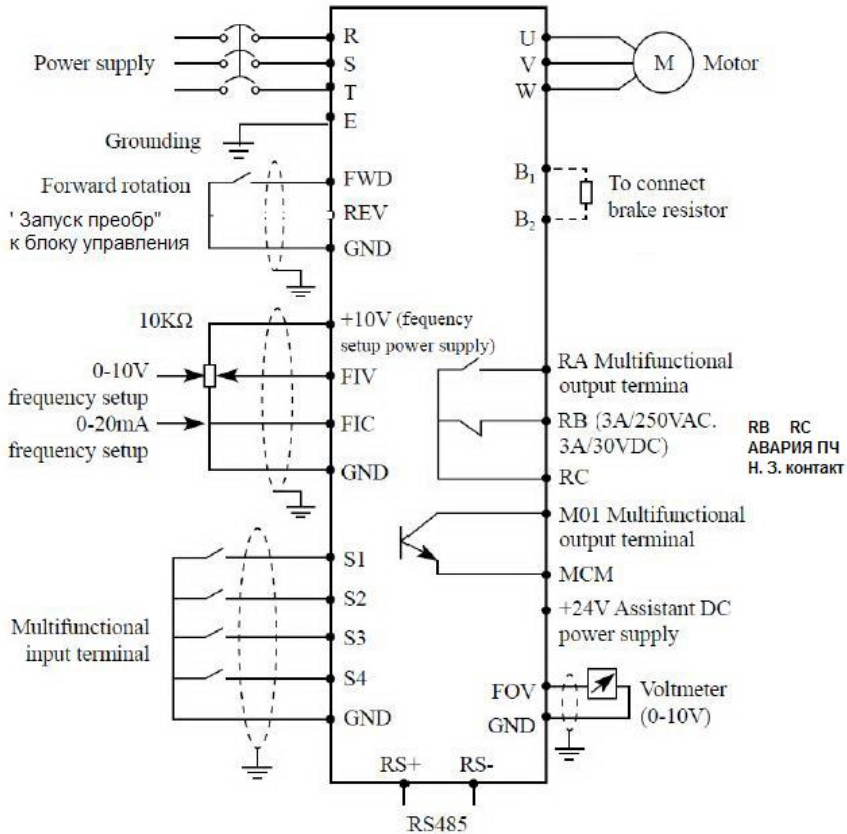 R
Power supply
S
T
E
Grounding
Forward rotation
FWD
" Запуск преобр"
REV
к блоку управления
GND
10KΩ
+10V (fequency
setup power supply)
0-10V
FIV
frequency setup
0-20mA
FIC
frequency setup
GND
S1
S2
Multifunctional
S3
input terminal
S4
GND
RS+
RS-
RS485
U
V
M
Motor
W
B1
To connect
brake resistor
B2
RA Multifunctional
output termina
RB (3A/250VAC.
3A/30VDC)
RC
RB RC
АВАРИЯ ПЧ
Н. З. контакт
M01 Multifunctional
output terminal
MCM
+24V Assistant DC
power supply
FOV
Voltmeter
(0-10V)
GND